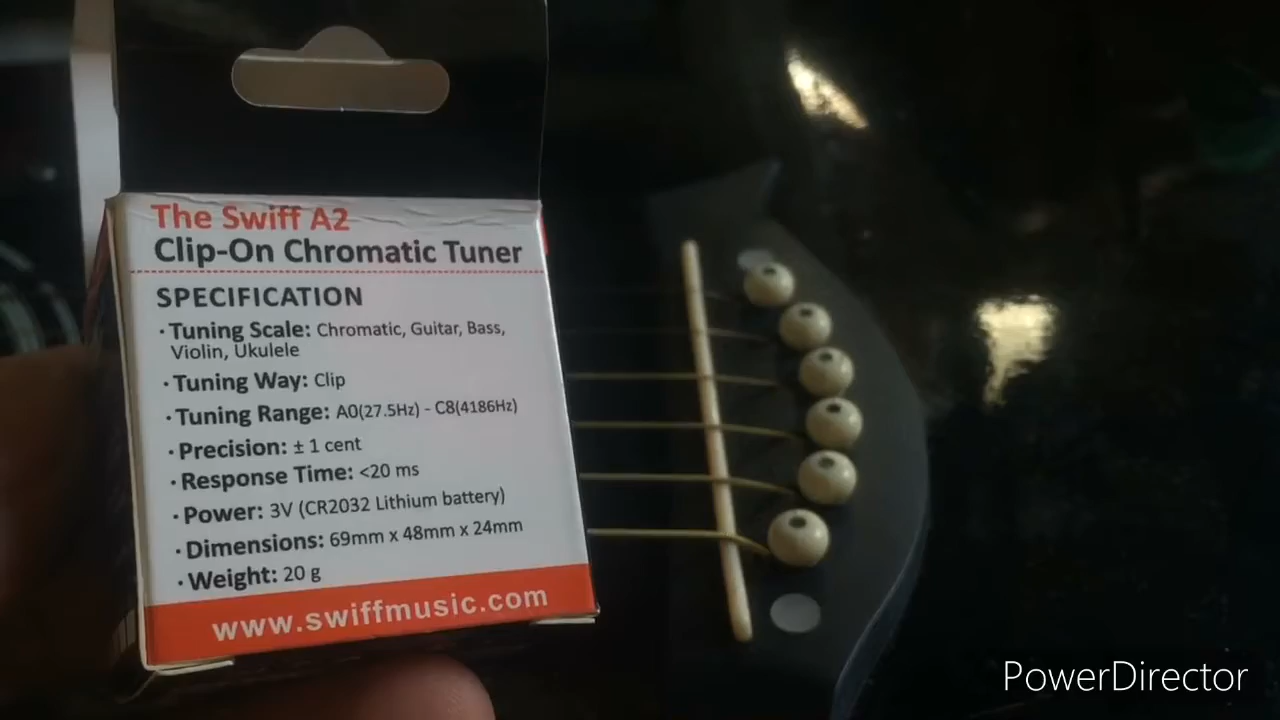 The Swiff A2
Clip-On Chromatic Tuner
SPECIFICATION
· Tuning Scale: Chromatic, Guitar, Bass,
Violin, Ukulele
· Tuning Way: Clip
· Tuning Range: A0(27.5Hz) - C8(4186Hz)
· Precision: ± 1 cent
· Response Time: <20 ms
· Power: 3V (CR2032 Lithium battery)
· Dimensions: 69mm x 48mm x 24mm
· Weight: 20 g
www.swiffmusic.com
PowerDirector